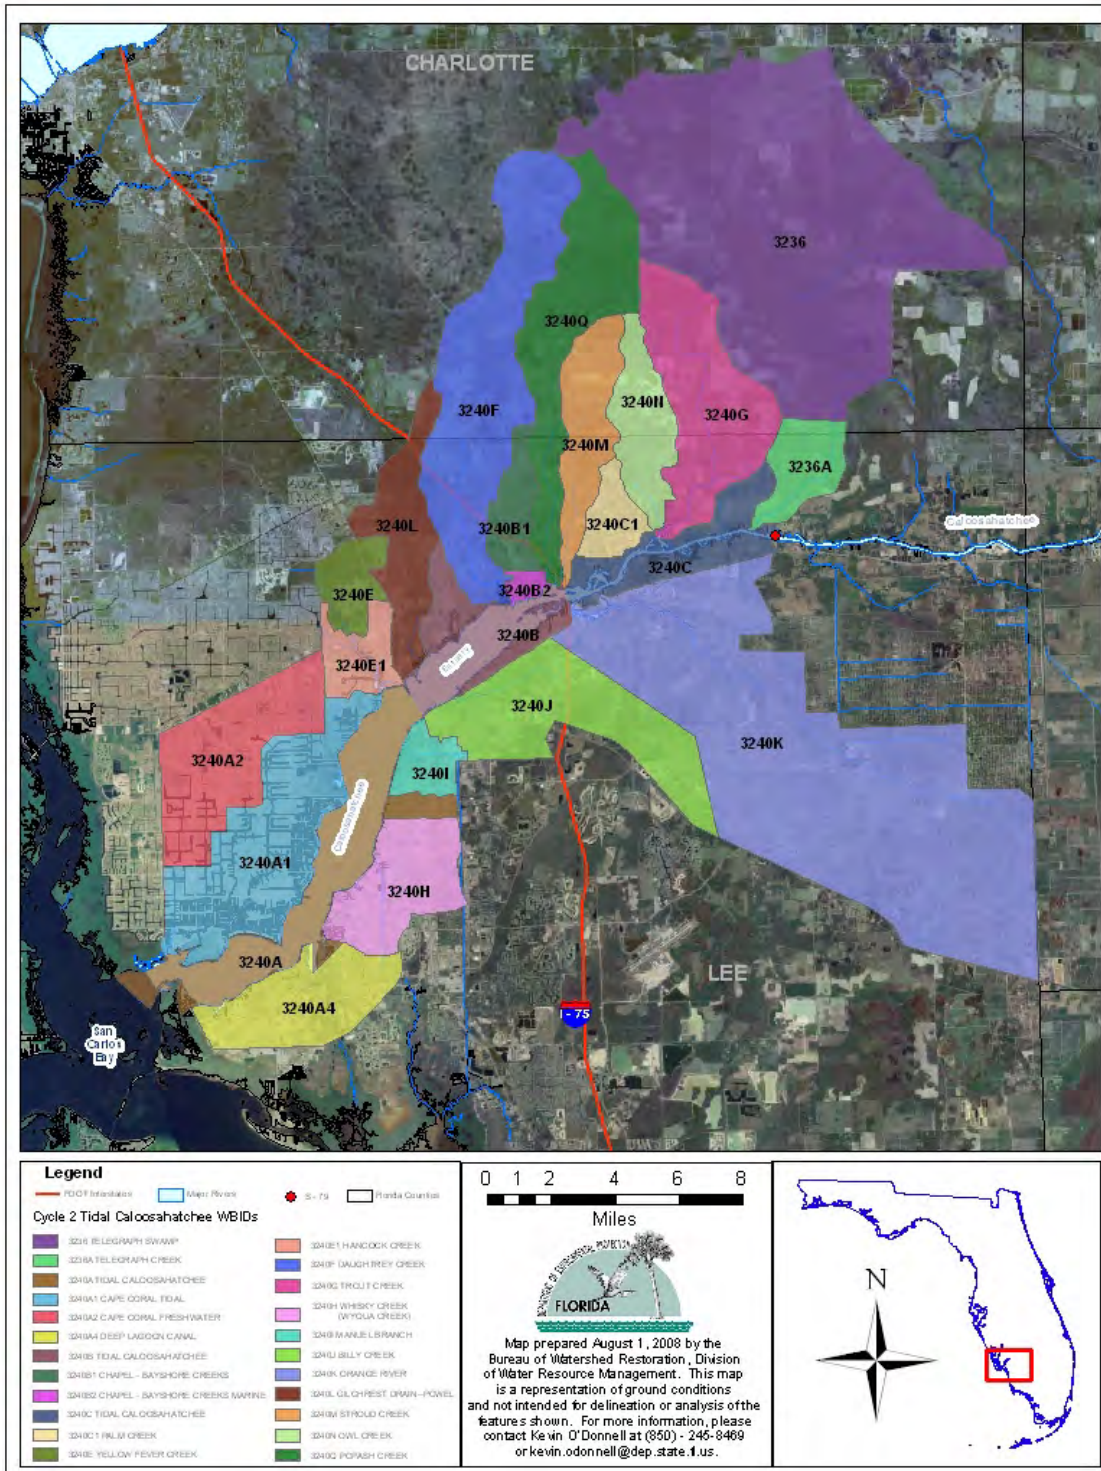 CHARLOTTE
3236
3240Q
3240F
3240N
3240G
3240M
3236A
3240L
3240B1
3240C1
Caloosahatchee
3240C
3240E
3240B2
3240B
3240E1
3240J
3240A2
3240I
3240K
Caloosahatchee
3240A1
3240H
3240A
LEE
3240A4
I - 75
San
Carlos
Bay
Legend
FDOT Interstates
Major Rivers
S - 79
Florida Counties
Cycle 2 Tidal Caloosahatchee WBIDs
3236 TELEGRAPH SWAMP
3236A TELEGRAPH CREEK
3240A TIDAL CALOOSAHATCHEE
3240A1 CAPE CORAL TIDAL
3240A2 CAPE CORAL FRESHWATER
3240A4 DEEP LAGOON CANAL
3240B TIDAL CALOOSAHATCHEE
3240B1 CHAPEL - BAYSHORE CREEKS
3240B2 CHAPEL - BAYSHORE CREEKS MARINE
3240C TIDAL CALOOSAHATCHEE
3240C1 PALM CREEK
3240E YELLOW FEVER CREEK
3240E1 HANCOCK CREEK
3240F DAUGHTREY CREEK
3240G TROUT CREEK
3240H WHISKY CREEK
(WYOUA CREEK)
3240I MANUEL BRANCH
3240J BILLY CREEK
3240K ORANGE RIVER
3240L GILCHREST DRAIN--POWEL
3240M STROUD CREEK
3240N OWL CREEK
3240Q POPASH CREEK
0 1 2 4 6 8
Miles
DEPARTMENT OF ENVIRONMENTAL PROTECTION
FLORIDA
Map prepared August 1, 2008 by the
Bureau of Watershed Restoration, Division
of Water Resource Management. This map
is a representation of ground conditions
and not intended for delineation or analysis of the
features shown. For more information, please
contact Kevin O'Donnell at (850) - 245-8469
or kevin.odonnell@dep.state.fl.us.
N